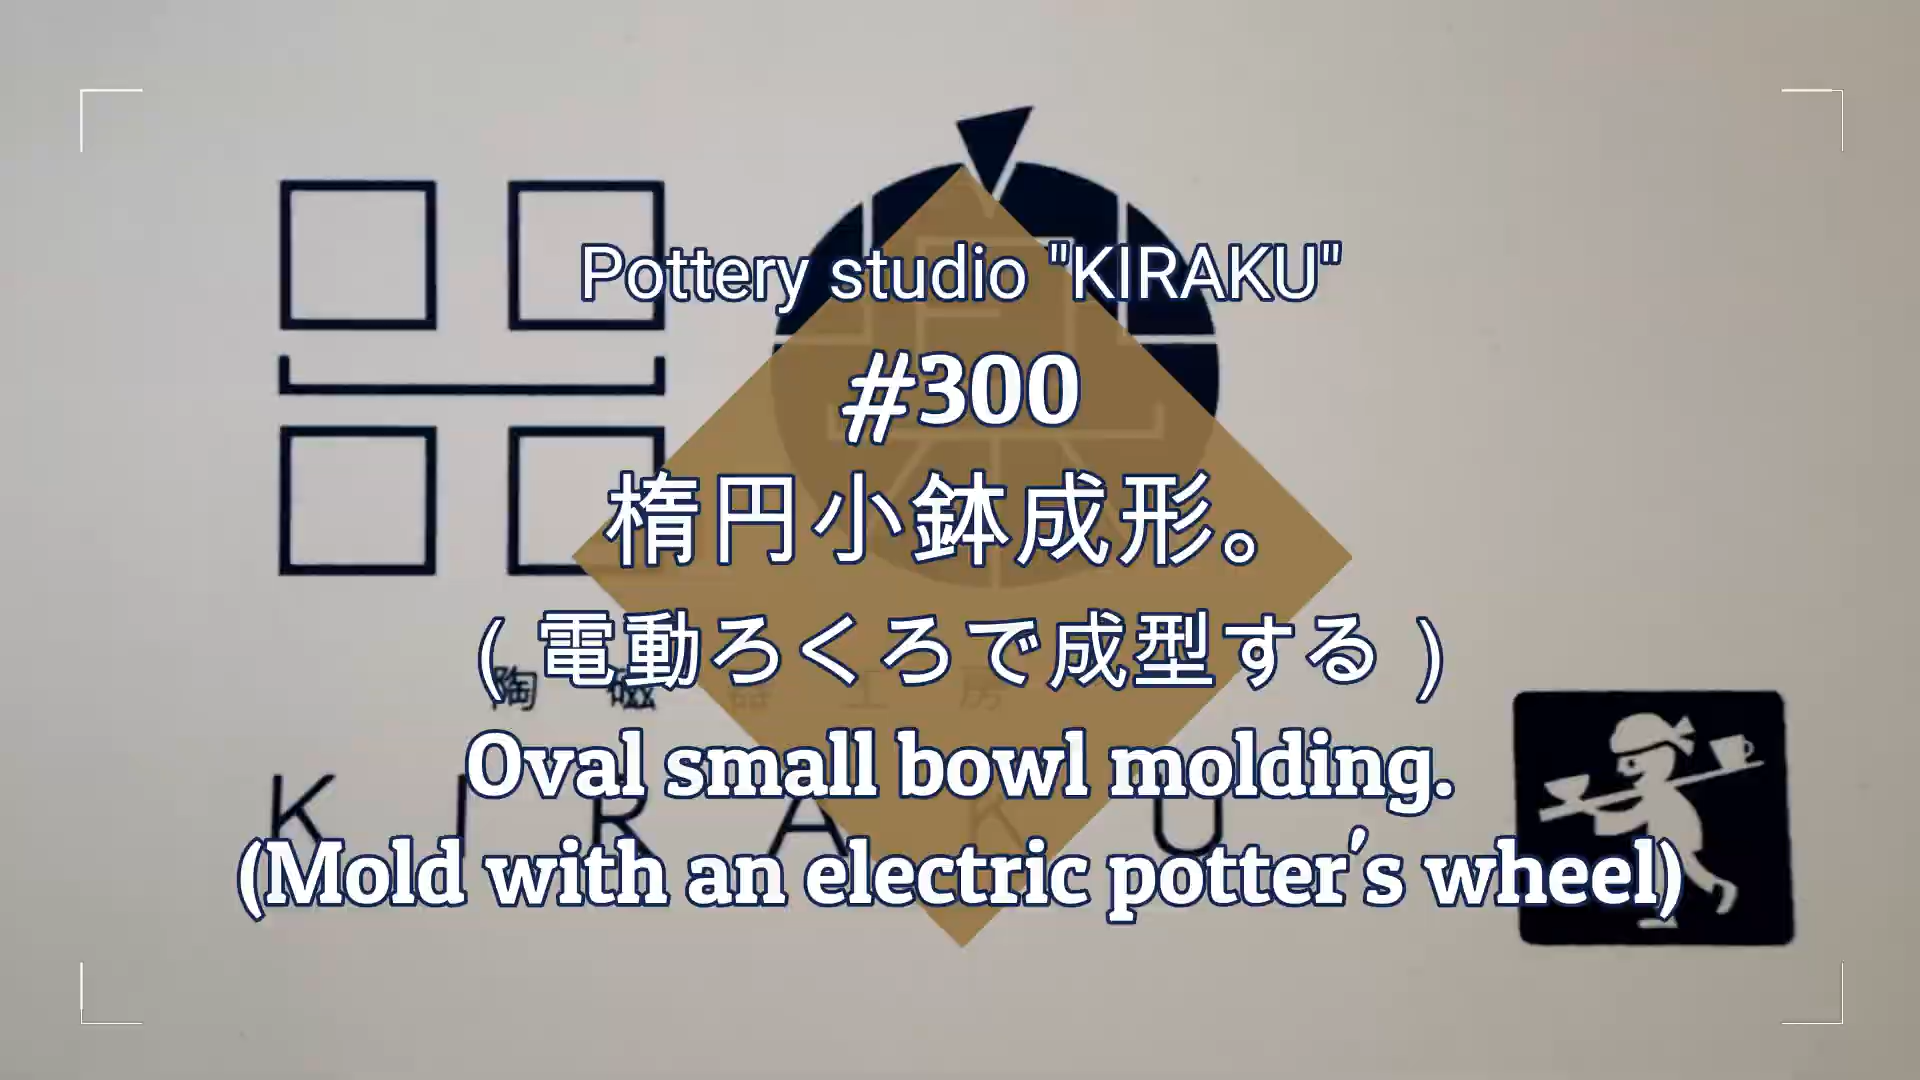 Pottery studio "KIRAKU"
#300
楕円小鉢成形。
( 電動ろくろで成型する )
陶 磁 器 工 房
Oval small bowl molding.
K I R A K U
(Mold with an electric potter's wheel)